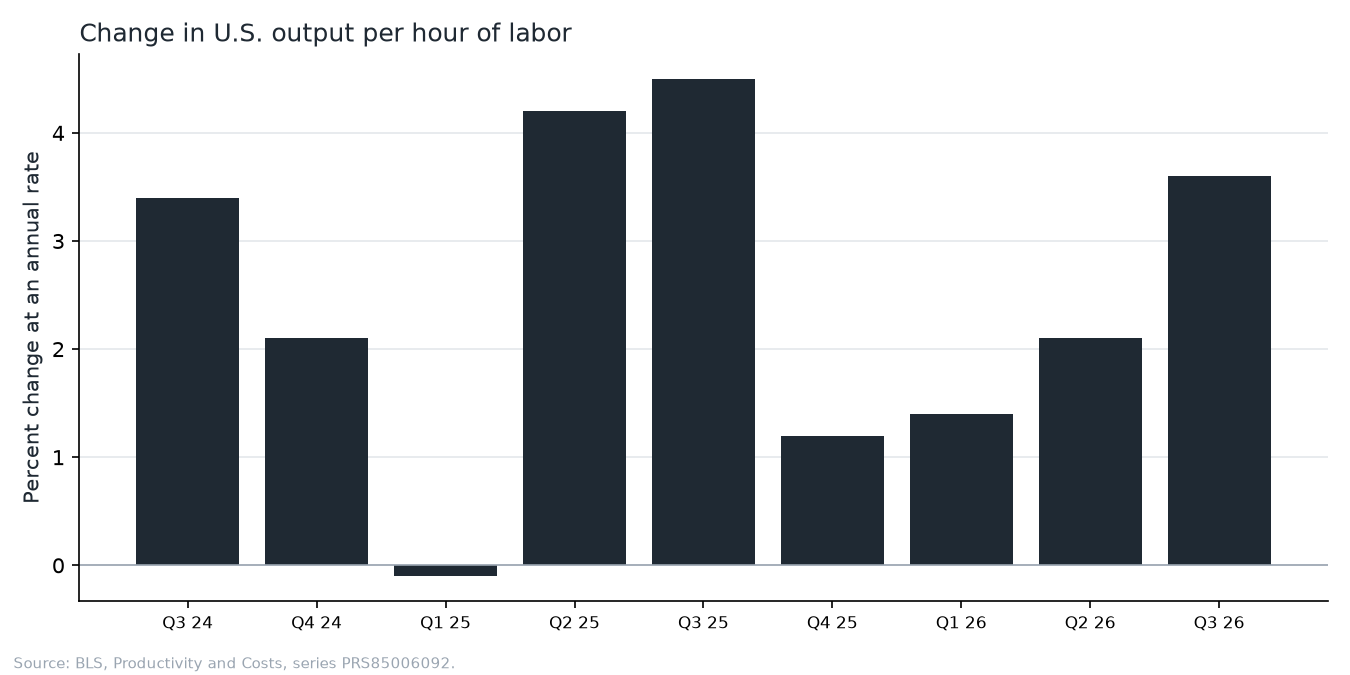 Change in U.S. output per hour of labor
Percent change at an annual rate
4
3
2
1
0
Q3 24
Q4 24
Q1 25
Q2 25
Q3 25
Q4 25
Q1 26
Q2 26
Q3 26
Source: BLS, Productivity and Costs, series PRS85006092.